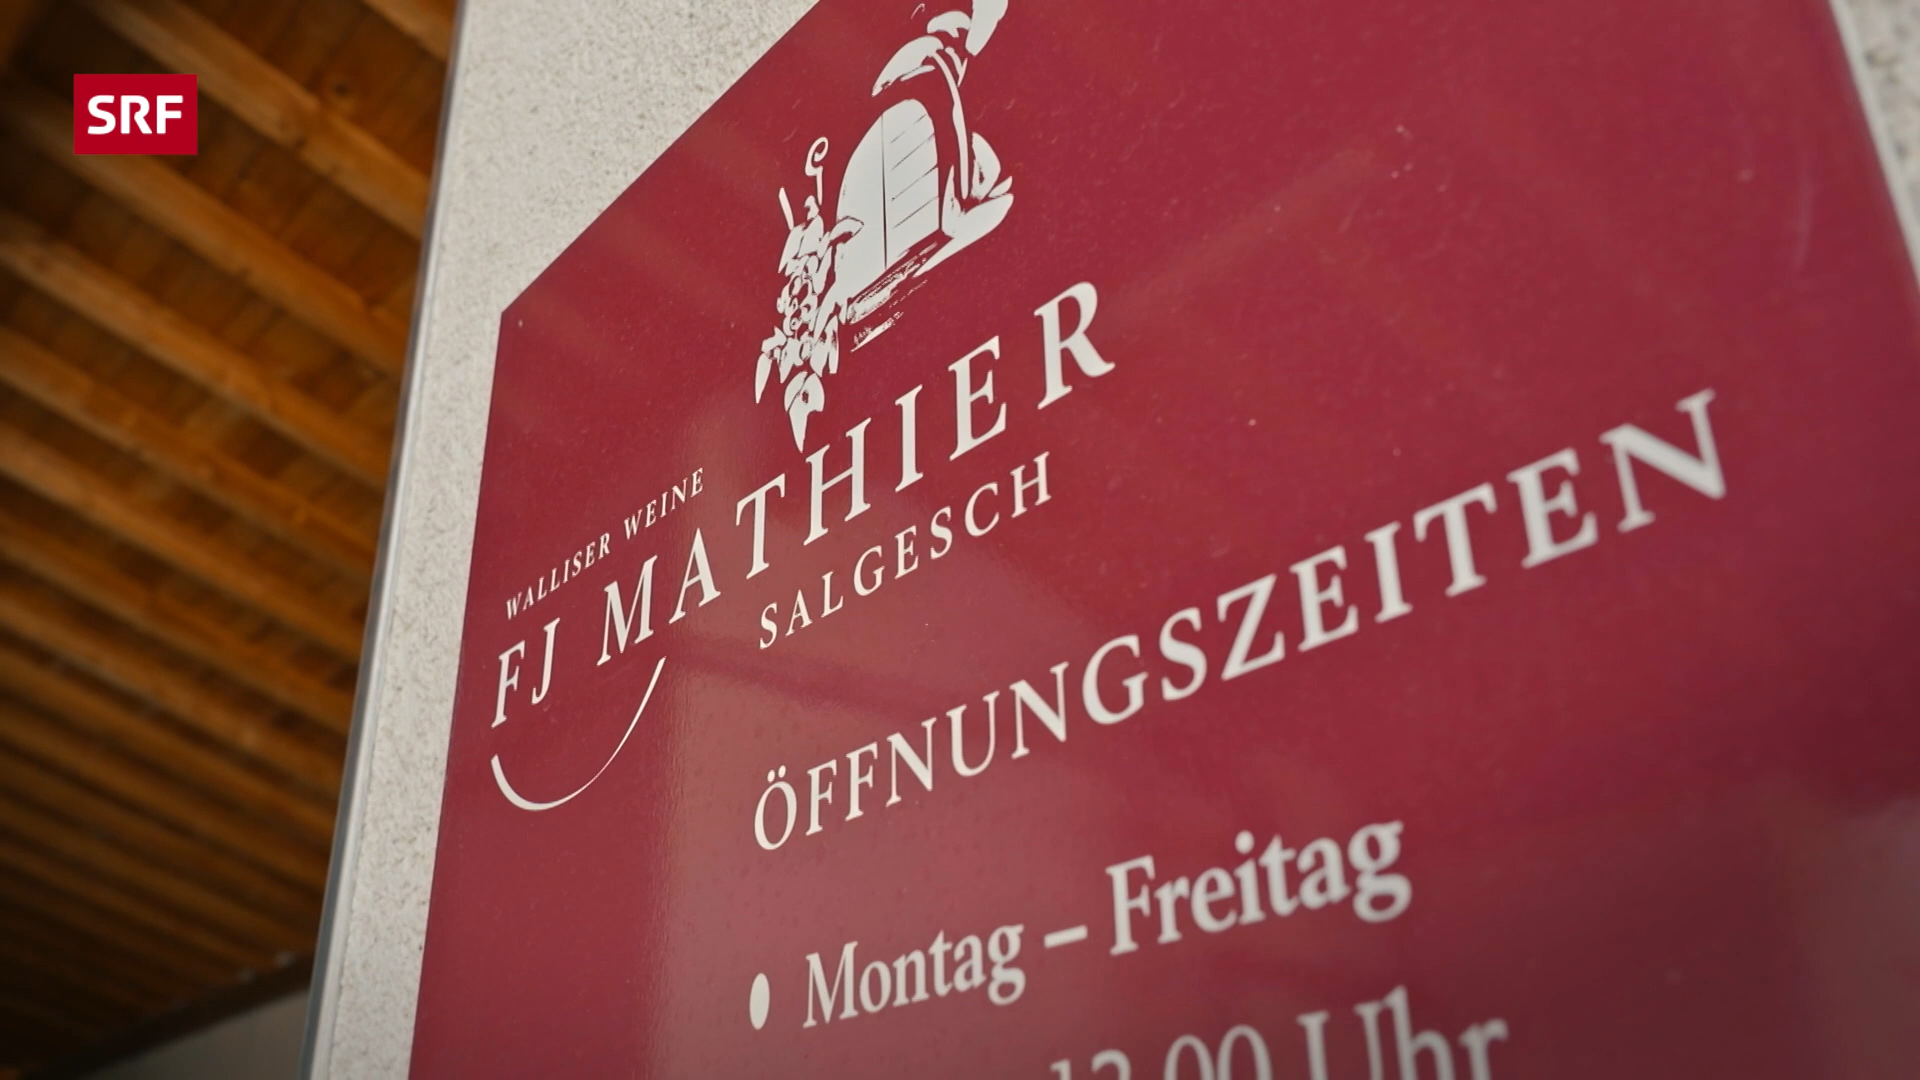 SRF
WALLISER WEINE
FJ MATHIER
SALGESCH
ÖFFNUNGSZEITEN
Montag – Freitag
Uhr